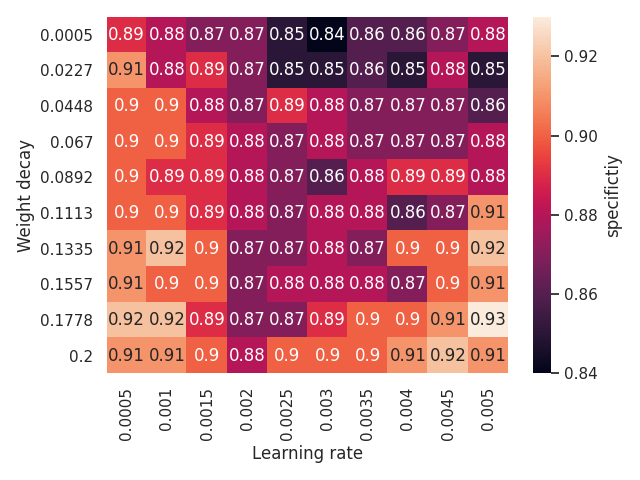 0.0005 0.89 0.88 0.87 0.87 0.85 0.84 0.86 0.86 0.87 0.88
0.0227 0.91 0.88 0.89 0.87 0.85 0.85 0.86 0.85 0.88 0.85
0.0448 0.9 0.9 0.88 0.87 0.89 0.88 0.87 0.87 0.87 0.86
0.067 0.9 0.9 0.89 0.88 0.87 0.88 0.87 0.87 0.87 0.88
0.0892 0.9 0.89 0.89 0.88 0.87 0.86 0.88 0.89 0.89 0.88
0.1113 0.9 0.9 0.89 0.88 0.87 0.88 0.88 0.86 0.87 0.91
0.1335 0.91 0.92 0.9 0.87 0.87 0.88 0.87 0.9 0.9 0.92
0.1557 0.91 0.9 0.9 0.87 0.88 0.88 0.88 0.87 0.9 0.91
0.1778 0.92 0.92 0.89 0.87 0.87 0.89 0.9 0.9 0.91 0.93
0.2 0.91 0.91 0.9 0.88 0.9 0.9 0.9 0.91 0.92 0.91
0.0005 0.001 0.0015 0.002 0.0025 0.003 0.0035 0.004 0.0045 0.005
Learning rate
Weight decay
0.92
0.90
0.88
0.86
0.84
specifictiy